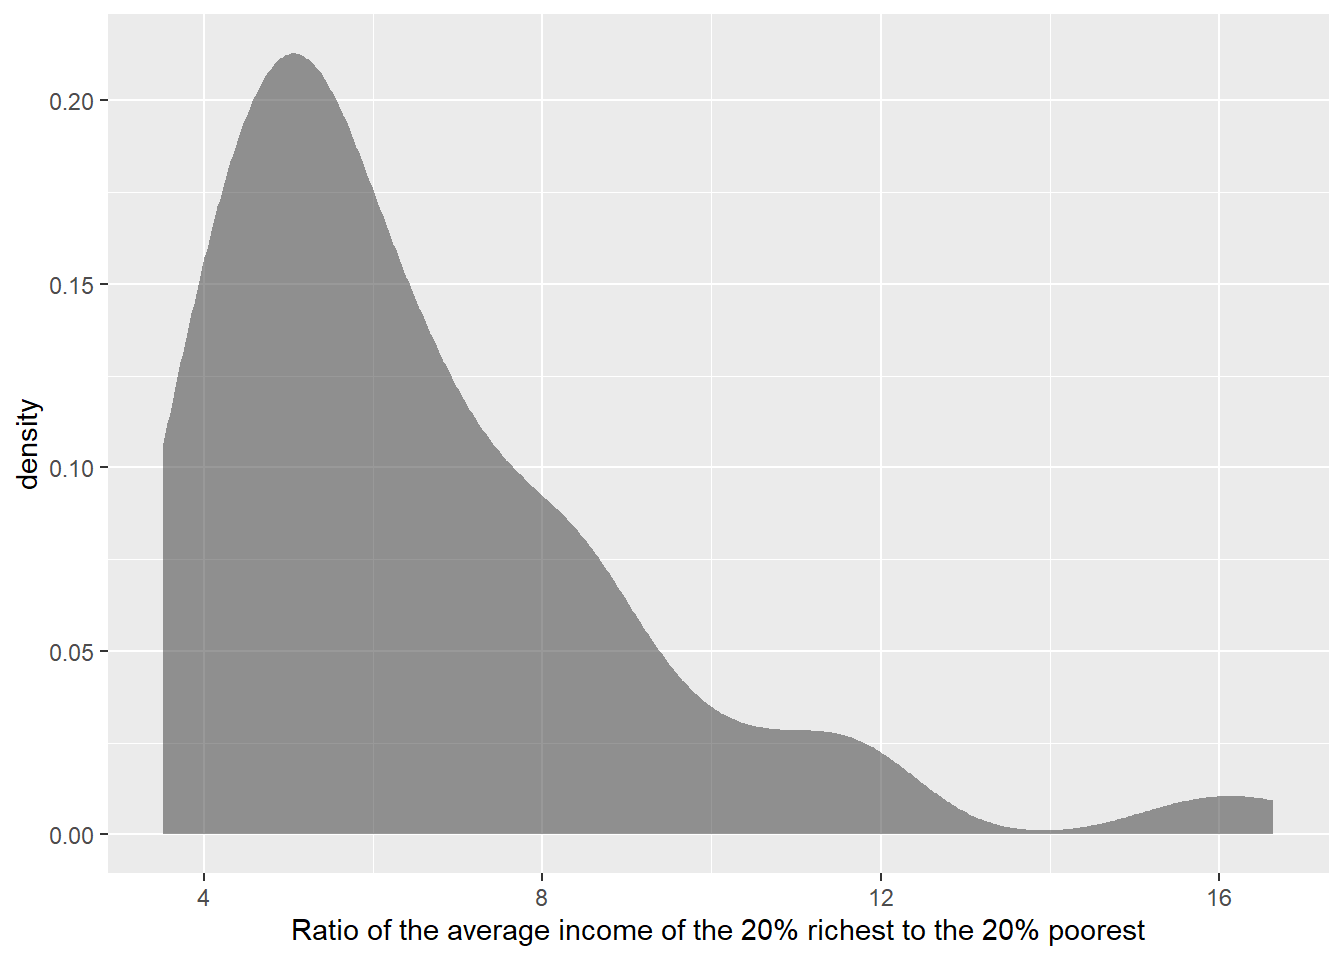 0.20
0.15
0.10
0.05
0.00
density
4 8 12 16
Ratio of the average income of the 20% richest to the 20% poorest